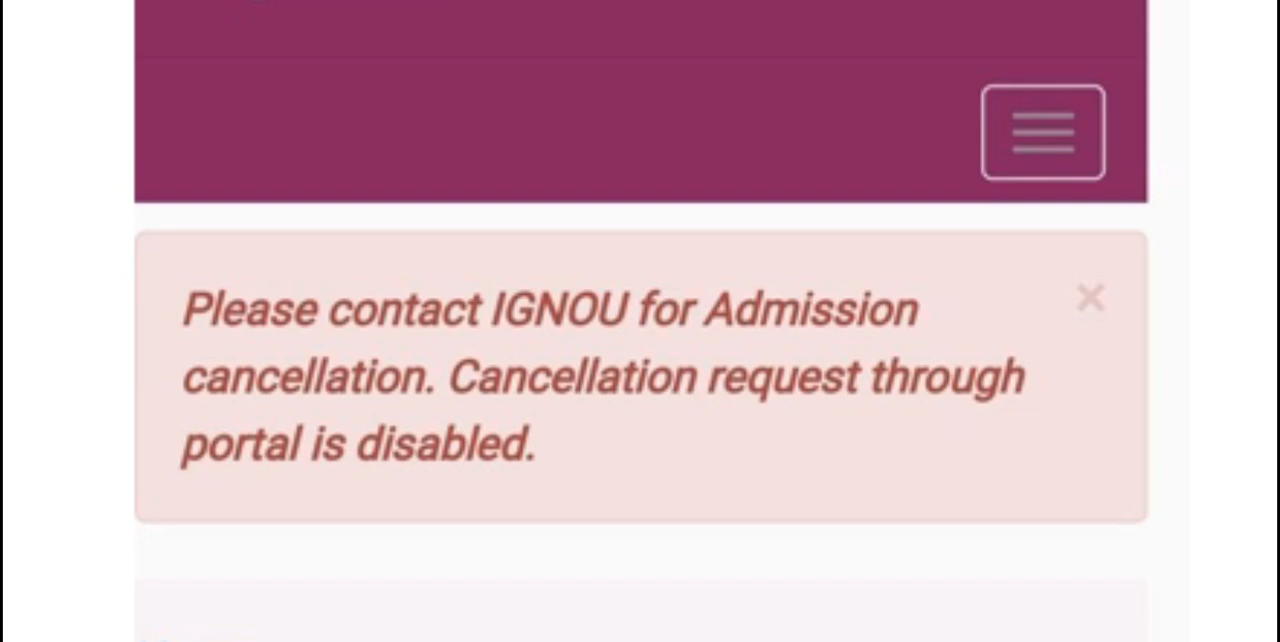 Please contact IGNOU for Admission
cancellation. Cancellation request through
portal is disabled.